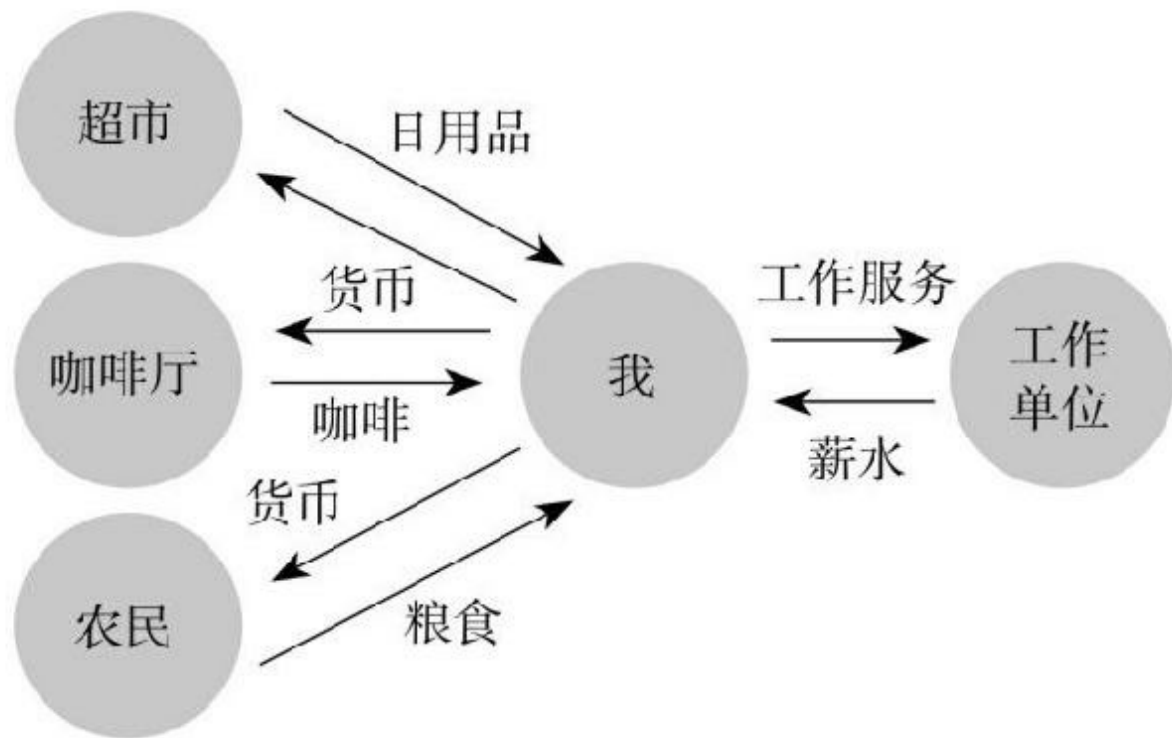 超市
日用品
货币
咖啡厅
咖啡
货币
农民
粮食
我
工作服务
薪水
工作
单位